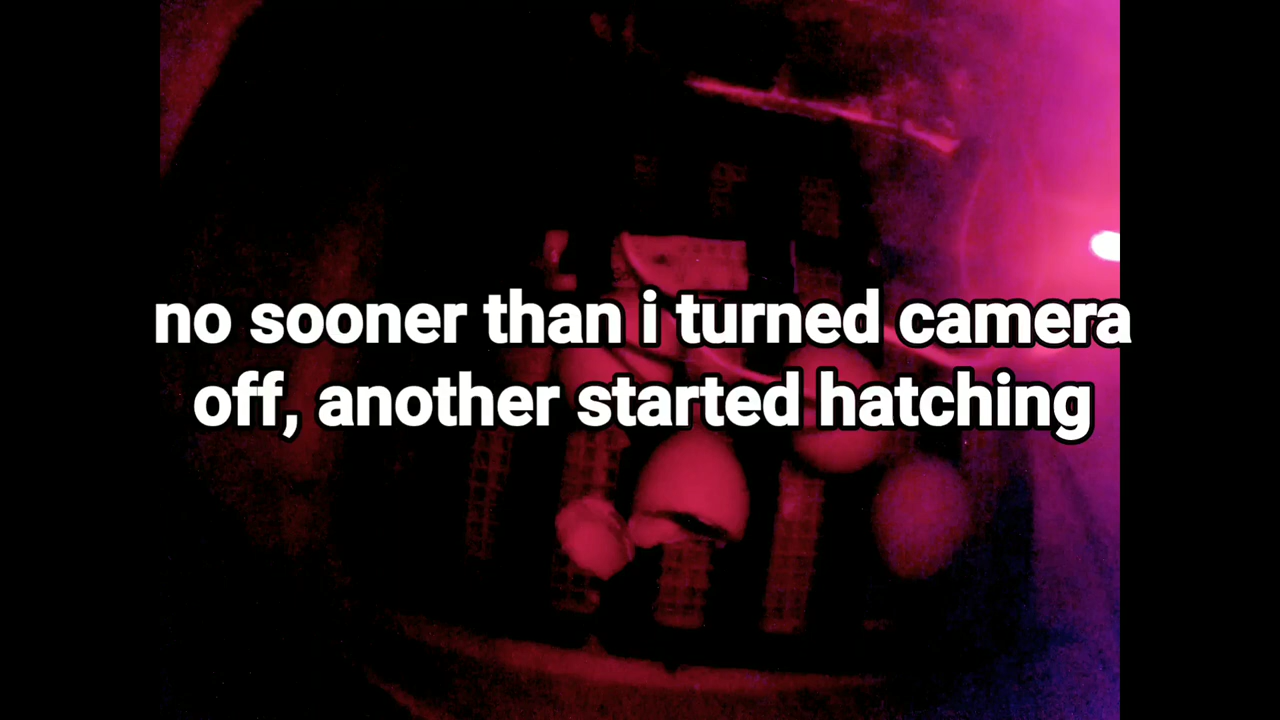 no sooner than i turned camera
off, another started hatching